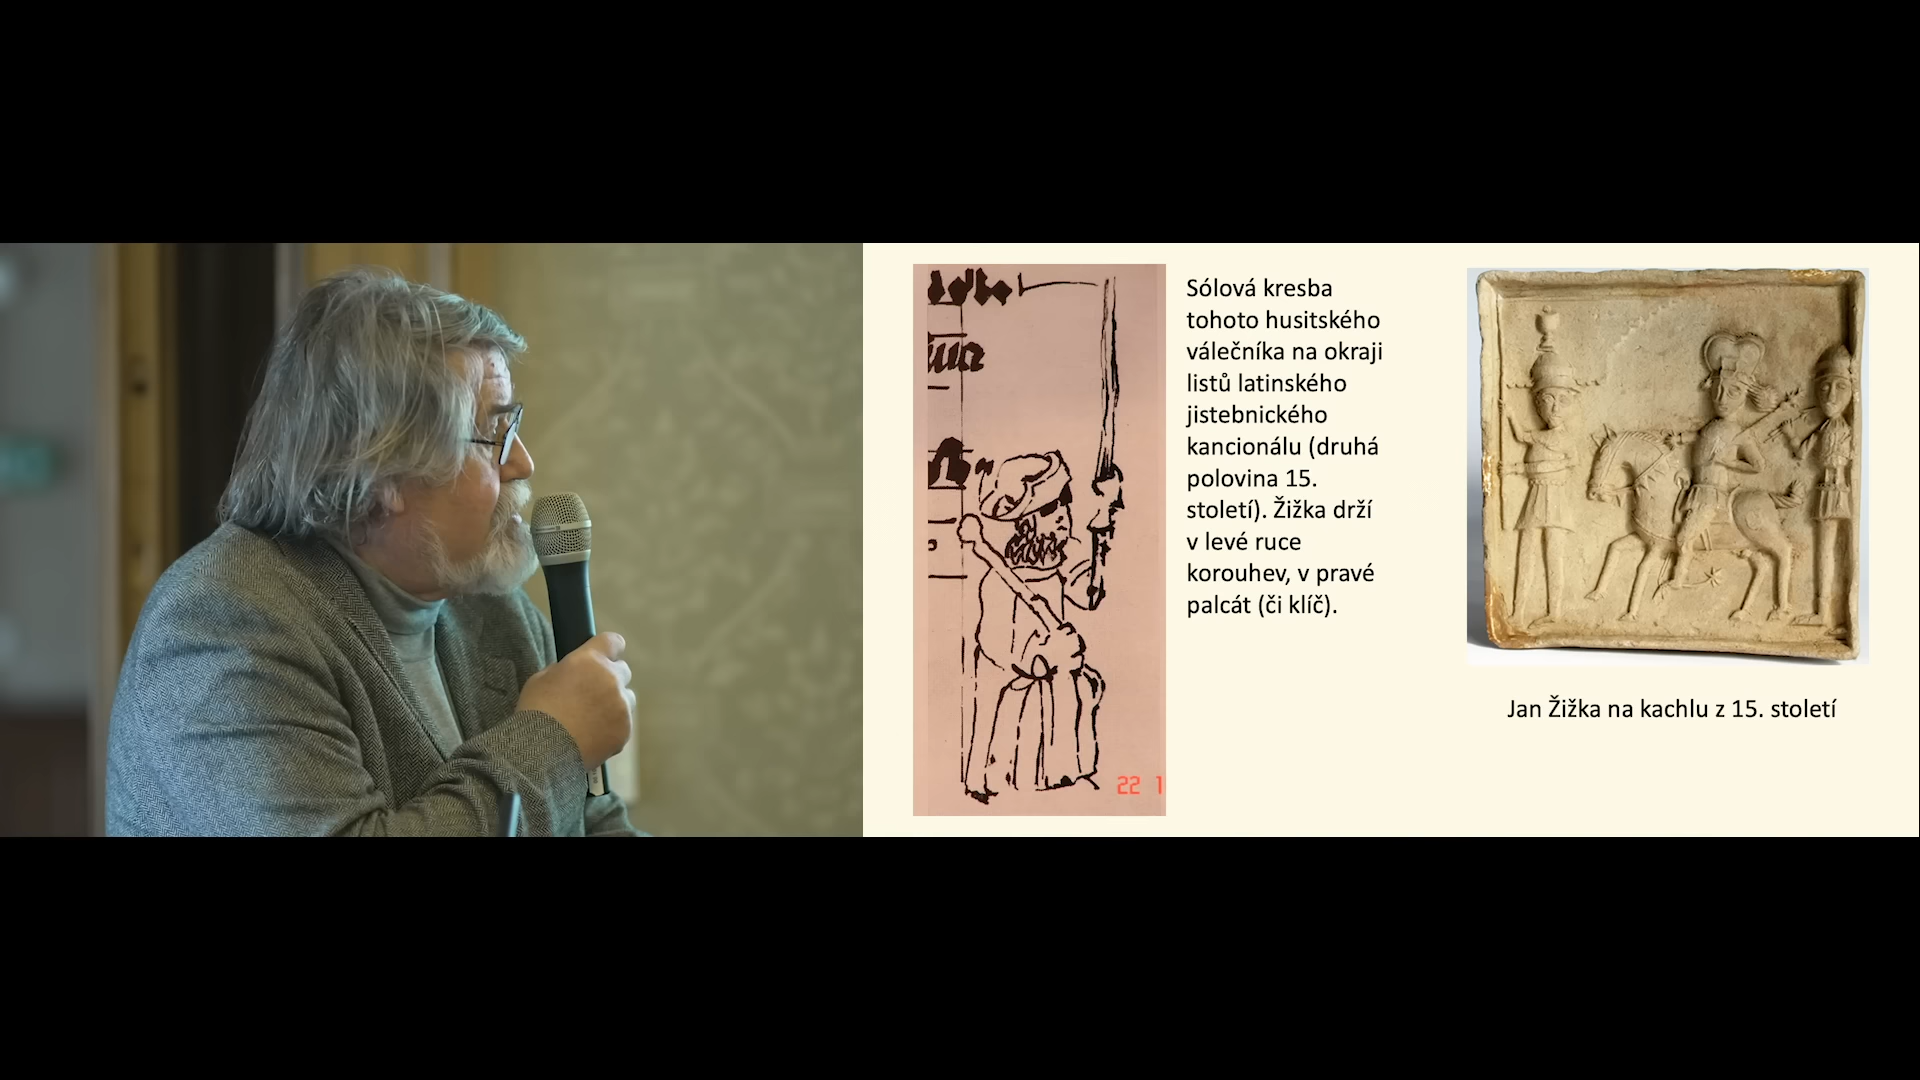 Sólová kresba
tohoto husitského
válečníka na okraji
listů latinského
jistebnického
kancionálu (druhá
polovina 15.
století). Žižka drží
v levé ruce
korouhev, v pravé
palcát (či klíč).
Jan Žižka na kachlu z 15. století
22 1